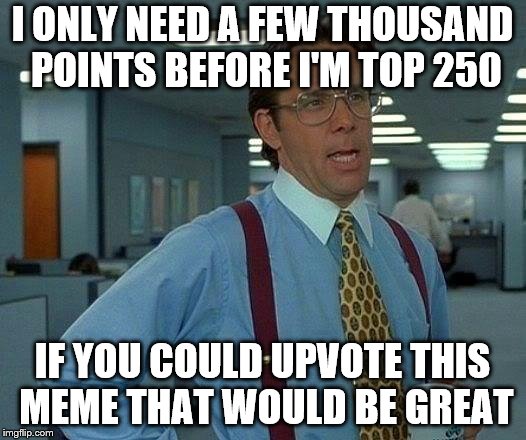 I ONLY NEED A FEW THOUSAND
POINTS BEFORE I'M TOP 250
IF YOU COULD UPVOTE THIS
MEME THAT WOULD BE GREAT
imgflip.com